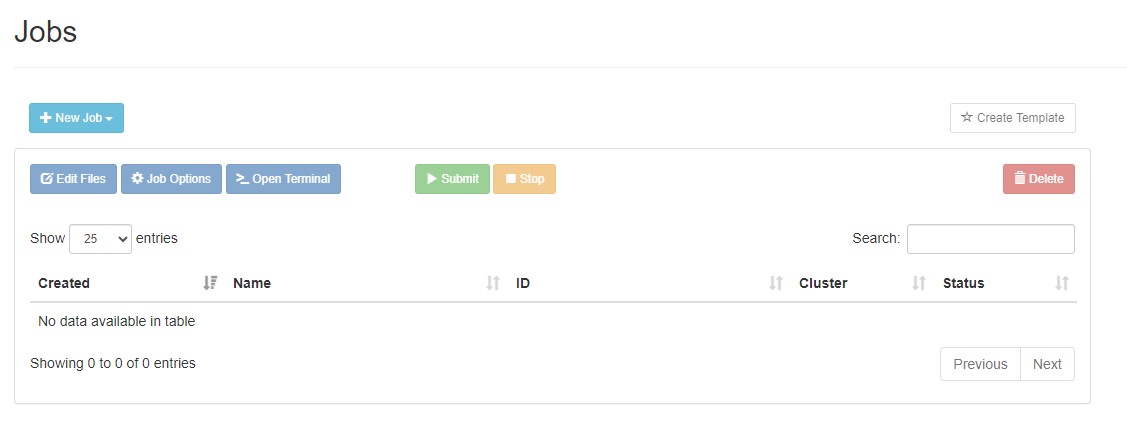 Jobs
New Job
Create Template
Edit Files Job Options Open Terminal Submit Stop Delete
Show 25 entries Search:
Created Name ID Cluster Status
No data available in table
Showing 0 to 0 of 0 entries Previous Next